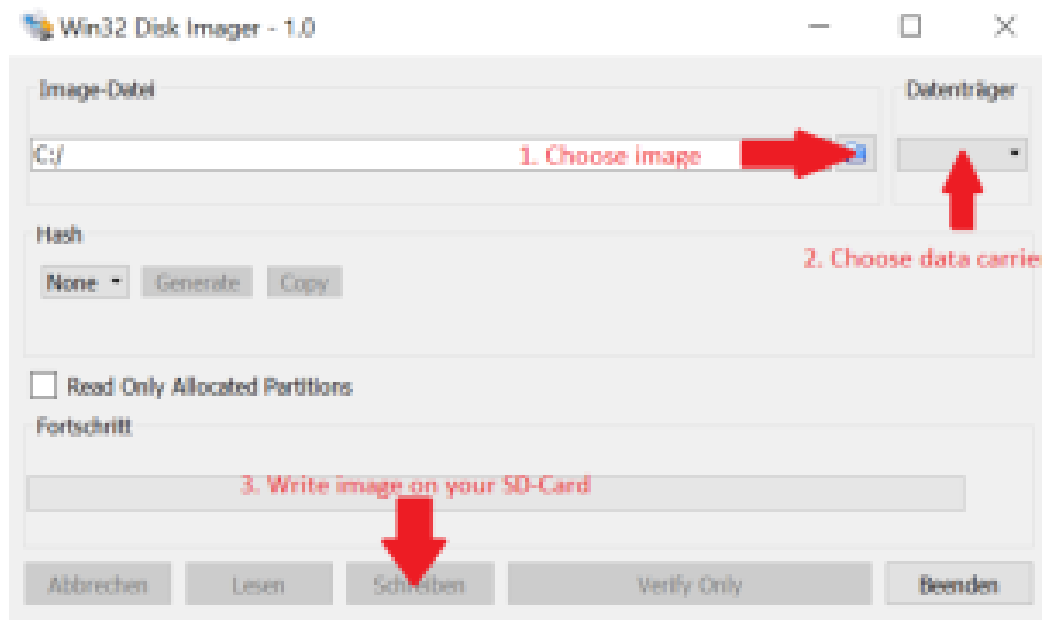 Win32 Disk Imager - 1.0
Image-Datei
Datenträger
C:/
1. Choose image
Hash
2. Choose data carrie
None
Generate
Copy
Read Only Allocated Partitions
Fortschritt
3. Write image on your SD-Card
Abbrechen
Lesen
Schreiben
Verify Only
Beenden